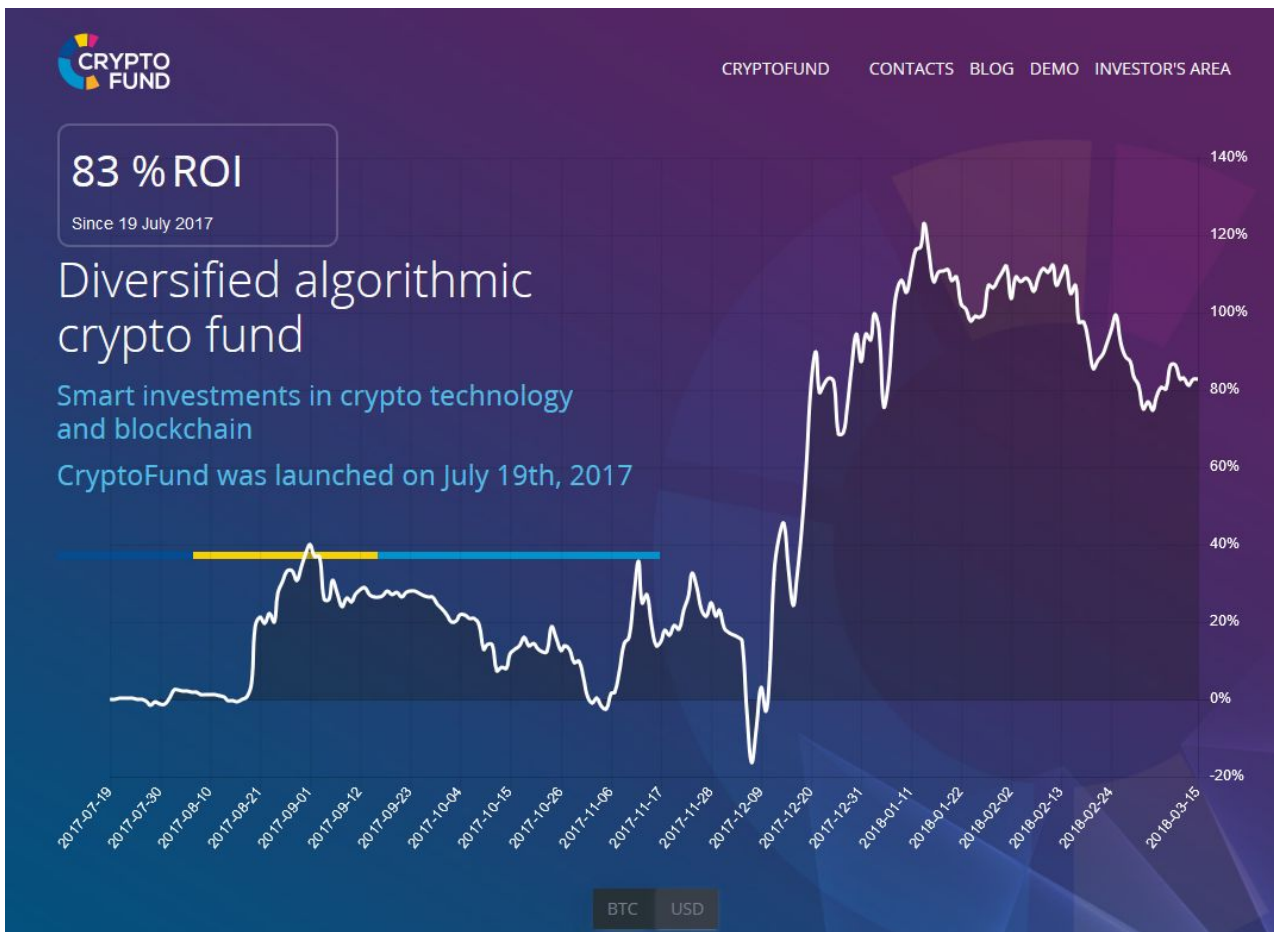 CRYPTO
FUND
CRYPTOFUND CONTACTS BLOG DEMO INVESTOR'S AREA
83 % ROI
Since 19 July 2017
Diversified algorithmic
crypto fund
Smart investments in crypto technology
and blockchain
CryptoFund was launched on July 19th, 2017
140%
120%
100%
80%
60%
40%
20%
0%
-20%
2017-07-19
2017-07-30
2017-08-10
2017-08-21
2017-09-01
2017-09-12
2017-09-23
2017-10-04
2017-10-15
2017-10-26
2017-11-06
2017-11-17
2017-11-28
2017-12-09
2017-12-20
2017-12-31
2018-01-11
2018-01-22
2018-02-02
2018-02-13
2018-02-24
2018-03-15
BTC USD